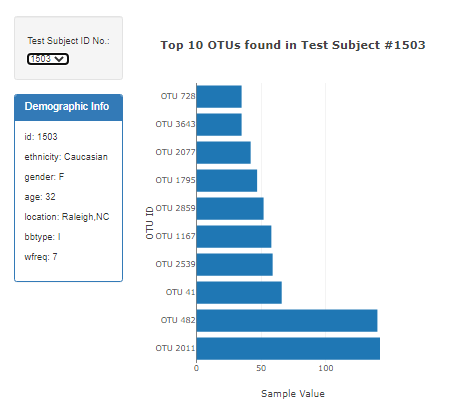 Test Subject ID No.:
1503
Demographic Info
id: 1503
ethnicity: Caucasian
gender: F
age: 32
location: Raleigh,NC
bbtype: I
wfreq: 7
Top 10 OTUs found in Test Subject #1503
OTU ID
OTU 728
OTU 3643
OTU 2077
OTU 1795
OTU 2859
OTU 1167
OTU 2539
OTU 41
OTU 482
OTU 2011
0 50 100
Sample Value